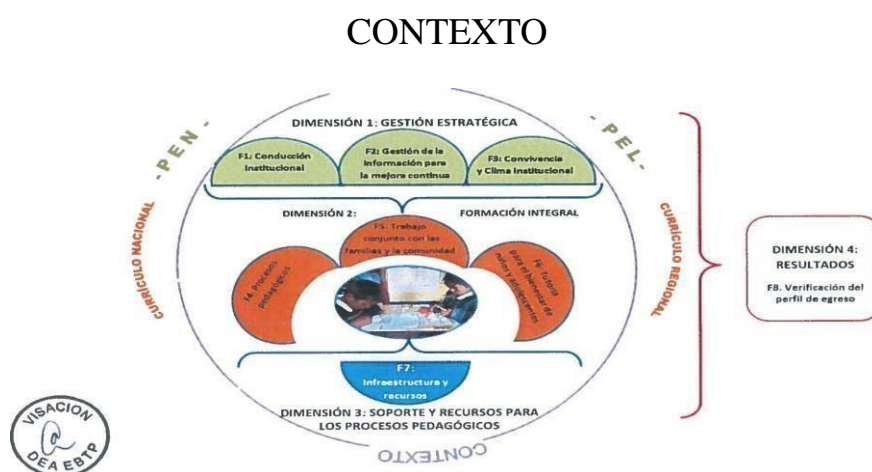 CONTEXTO
- PEN -
- PEL -
CURRÍCULO NACIONAL
CURRÍCULO REGIONAL
DIMENSIÓN 1: GESTIÓN ESTRATÉGICA
F1: Conducción
Institucional
F2: Gestión de la
información para
la mejora continua
F3: Convivencia
y Clima Institucional
DIMENSIÓN 2:
FORMACIÓN INTEGRAL
F4: Procesos
pedagógicos
F5: Trabajo
conjunto con las
familias y la comunidad
F6: Tutoría
para el bienestar de
niños y adolescentes
F7:
Infraestructura y
recursos
DIMENSIÓN 3: SOPORTE Y RECURSOS PARA
LOS PROCESOS PEDAGÓGICOS
CONTEXTO
DIMENSIÓN 4:
RESULTADOS
F8. Verificación del
perfil de egreso
VISACION
DEA EBTP